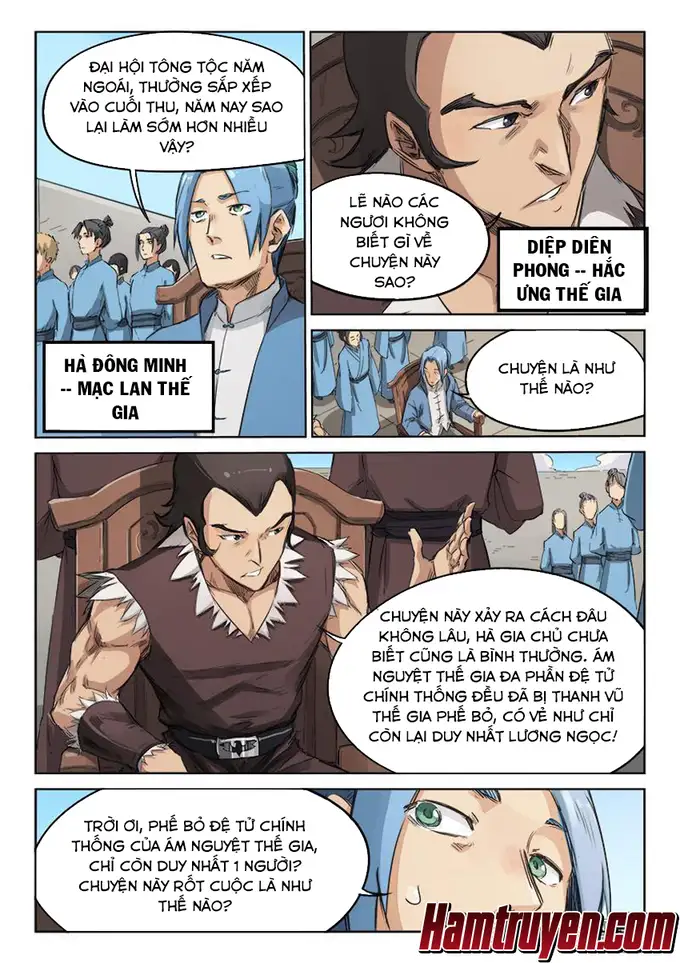 ĐẠI HỘI TÔNG TỘC NĂM
NGOÁI, THƯỜNG SẮP XẾP
VÀO CUỐI THU, NĂM NAY SAO
LẠI LÀM SỚM HƠN NHIỀU
VẬY?
HÀ ĐÔNG MINH
-- MẠC LAN THẾ
GIA
LẼ NÀO CÁC
NGƯƠI KHÔNG
BIẾT GÌ VỀ
CHUYỆN NÀY
SAO?
DIỆP DIÊN
PHONG -- HẮC
ƯNG THẾ GIA
CHUYỆN LÀ NHƯ
THẾ NÀO?
CHUYỆN NÀY XẢY RA CÁCH ĐÂU
KHÔNG LÂU, HÀ GIA CHỦ CHƯA
BIẾT CŨNG LÀ BÌNH THƯỜNG. ÁM
NGUYỆT THẾ GIA ĐA PHẦN ĐỆ TỬ
CHÍNH THỐNG ĐỀU ĐÃ BỊ THANH VŨ
THẾ GIA PHẾ BỎ, CÓ VẺ NHƯ CHỈ
CÒN LẠI DUY NHẤT LƯƠNG NGỌC!
TRỜI ƠI, PHẾ BỎ ĐỆ TỬ CHÍNH
THỐNG CỦA ÁM NGUYỆT THẾ GIA,
CHỈ CÒN DUY NHẤT 1 NGƯỜI?
CHUYỆN NÀY RỐT CUỘC LÀ NHƯ
THẾ NÀO?
Hamtruyen.com